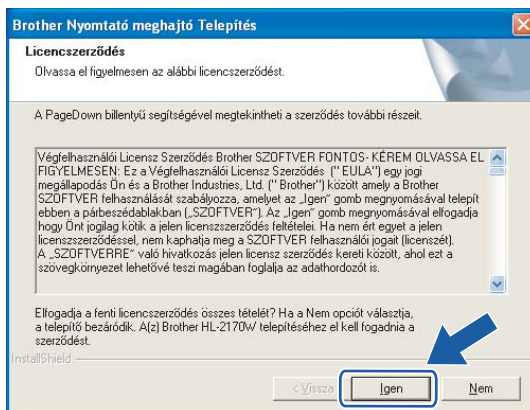 Brother Nyomtató meghajtó Telepítés
Licencszerződés
Olvassa el figyelmesen az alábbi licencszerződést.
A PageDown billentyű segítségével megtekintheti a szerződés további részeit.
Végfelhasználói Licensz Szerződés Brother SZOFTVER FONTOS- KÉREM OLVASSA EL
FIGYELMESEN: Ez a Végfelhasználói Licensz Szerződés ("EULA") egy jogi
megállapodás Ön és a Brother Industries, Ltd. ("Brother") között amely a Brother
SZOFTVER felhasználását szabályozza, amelyet az „Igen” gomb megnyomásával telepít
ebben a párbeszédablakban („SZOFTVER”). Az „Igen” gomb megnyomásával elfogadja
hogy Önt jogilag kötik a jelen licenszszerződés feltételei. Ha nem ért egyet a jelen
licenszszerződéssel, nem kaphatja meg a SZOFTVER felhasználói jogait (licenszét).
A „SZOFTVERRE” való hivatkozás jelen licensz szerződés kereti között, ahol ezt a
szövegkörnyezet lehetővé teszi magában foglalja az adathordozót is.
Elfogadja a fenti licencszerződés összes tételét? Ha a Nem opciót választja,
a telepítő bezáródik. A(z) Brother HL-2170W telepítéséhez el kell fogadnia a
szerződést.
InstallShield
< Vissza Igen Nem